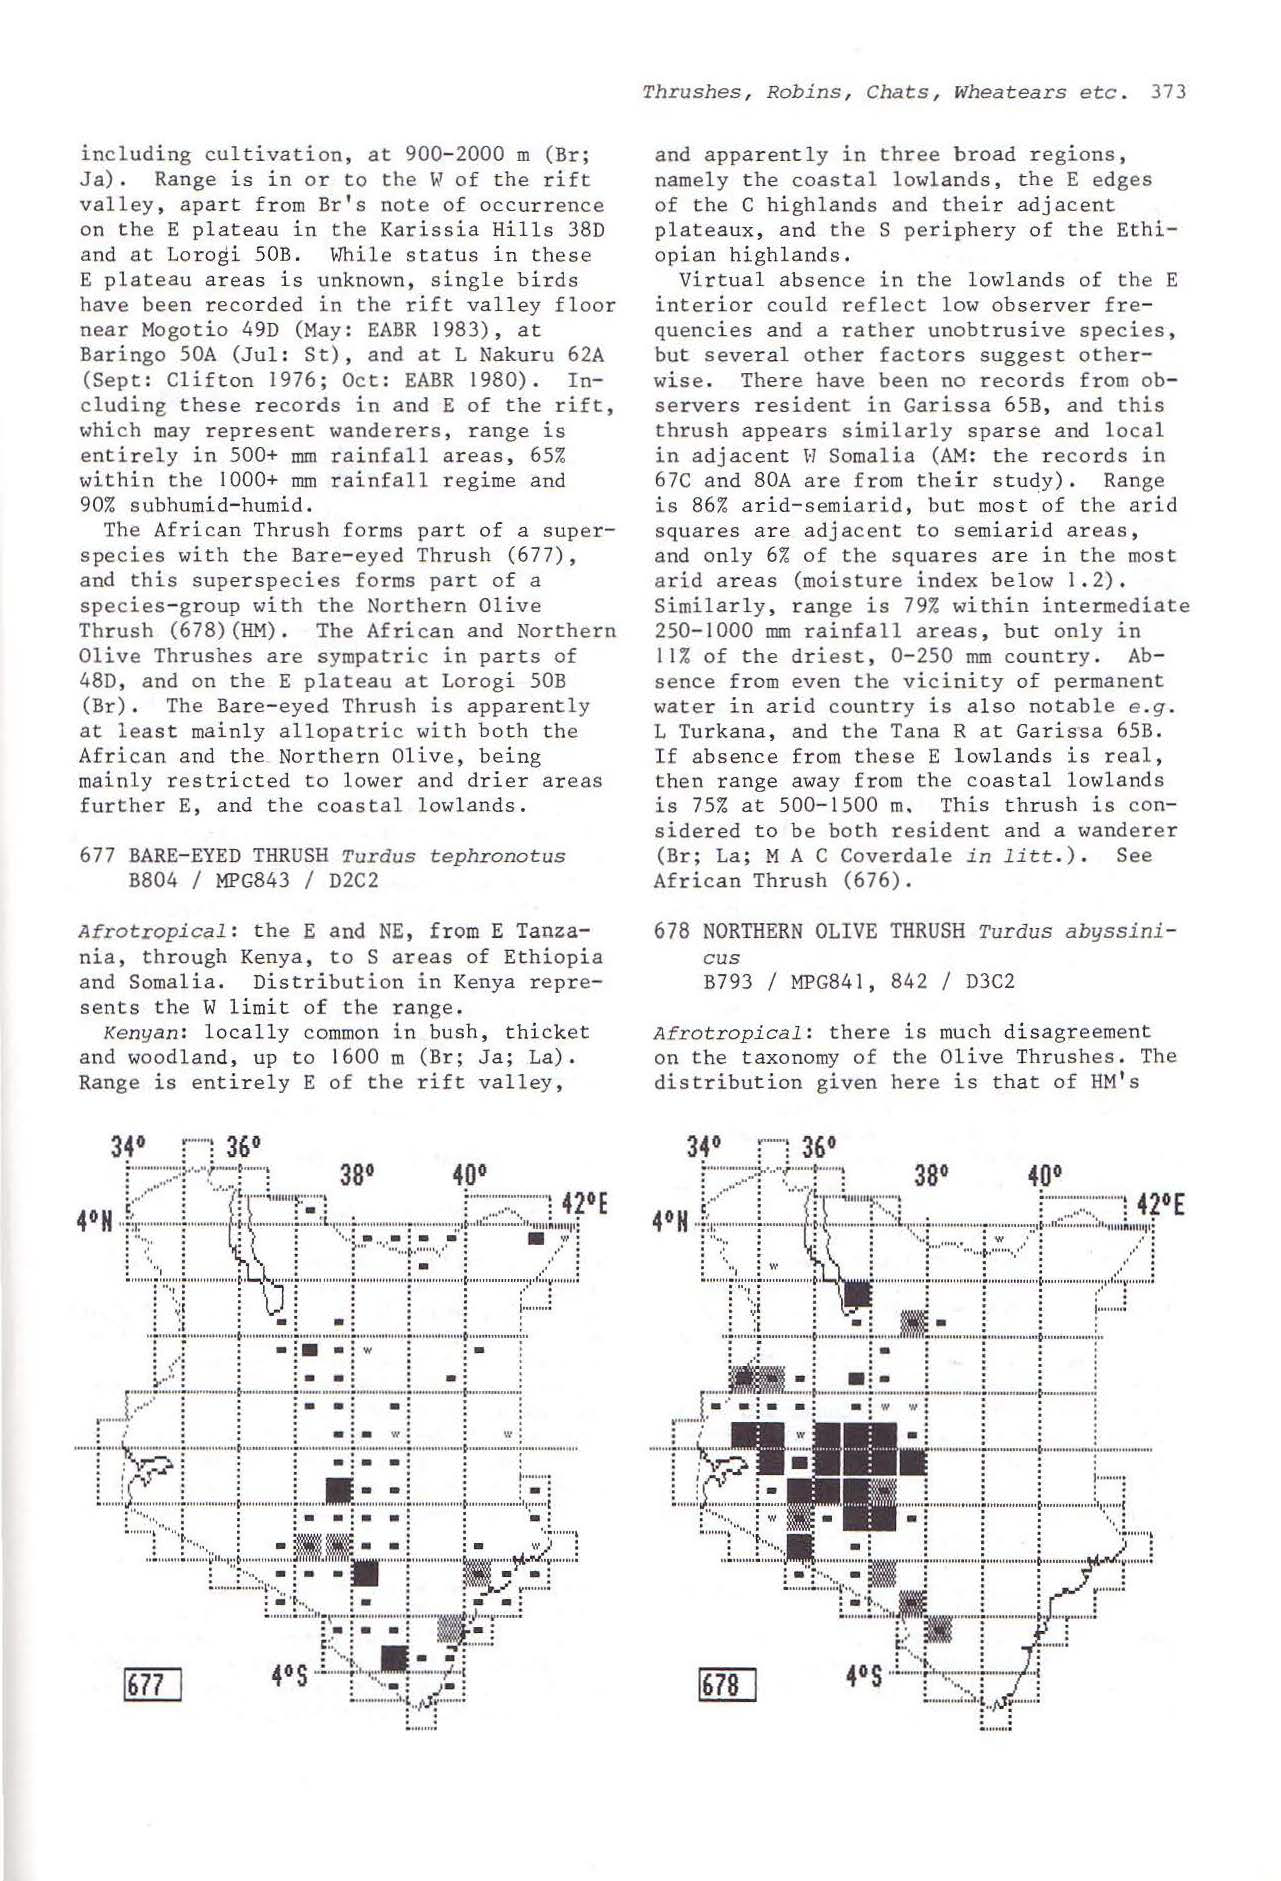 Thrushes, Robins, Chats, Wheatears etc. 373
including cultivation, at 900-2000 m (Br;
Ja). Range is in or to the W of the rift
valley, apart from Br's note of occurrence
on the E plateau in the Karissia Hills 38D
and at Lorogi 50B. While status in these
E plateau areas is unknown, single birds
have been recorded in the rift valley floor
near Mogotio 49D (May: EABR 1983), at
Baringo 50A (Jul: St), and at L Nakuru 62A
(Sept: Clifton 1976; Oct: EABR 1980). In-
cluding these records in and E of the rift,
which may represent wanderers, range is
entirely in 500+ mm rainfall areas, 65%
within the 1000+ mm rainfall regime and
90% subhumid-humid.
The African Thrush forms part of a super-
species with the Bare-eyed Thrush (677),
and this superspecies forms part of a
species-group with the Northern Olive
Thrush (678)(HM). The African and Northern
Olive Thrushes are sympatric in parts of
48D, and on the E plateau at Lorogi 50B
(Br). The Bare-eyed Thrush is apparently
at least mainly allopatric with both the
African and the Northern Olive, being
mainly restricted to lower and drier areas
further E, and the coastal lowlands.
677 BARE-EYED THRUSH Turdus tephronotus
B804 / MPG843 / D2C2
Afrotropical: the E and NE, from E Tanza-
nia, through Kenya, to S areas of Ethiopia
and Somalia. Distribution in Kenya repre-
sents the W limit of the range.
Kenyan: locally common in bush, thicket
and woodland, up to 1600 m (Br; Ja; La).
Range is entirely E of the rift valley,
and apparently in three broad regions,
namely the coastal lowlands, the E edges
of the C highlands and their adjacent
plateaux, and the S periphery of the Ethi-
opian highlands.
Virtual absence in the lowlands of the E
interior could reflect low observer fre-
quencies and a rather unobtrusive species,
but several other factors suggest other-
wise. There have been no records from ob-
servers resident in Garissa 65B, and this
thrush appears similarly sparse and local
in adjacent W Somalia (AM: the records in
67C and 80A are from their study). Range
is 86% arid-semiarid, but most of the arid
squares are adjacent to semiarid areas,
and only 6% of the squares are in the most
arid areas (moisture index below 1.2).
Similarly, range is 79% within intermediate
250-1000 mm rainfall areas, but only in
11% of the driest, 0-250 mm country. Ab-
sence from even the vicinity of permanent
water in arid country is also notable e.g.
L Turkana, and the Tana R at Garissa 65B.
If absence from these E lowlands is real,
then range away from the coastal lowlands
is 75% at 500-1500 m. This thrush is con-
sidered to be both resident and a wanderer
(Br; La; M A C Coverdale in litt.). See
African Thrush (676).
678 NORTHERN OLIVE THRUSH Turdus abyssini-
cus
B793 / MPG841, 842 / D3C2
Afrotropical: there is much disagreement
on the taxonomy of the Olive Thrushes. The
distribution given here is that of HM's
34° 36°
38° 40°
42°E
4°N
4°S
677
34° 36°
38° 40°
42°E
4°N
4°S
678